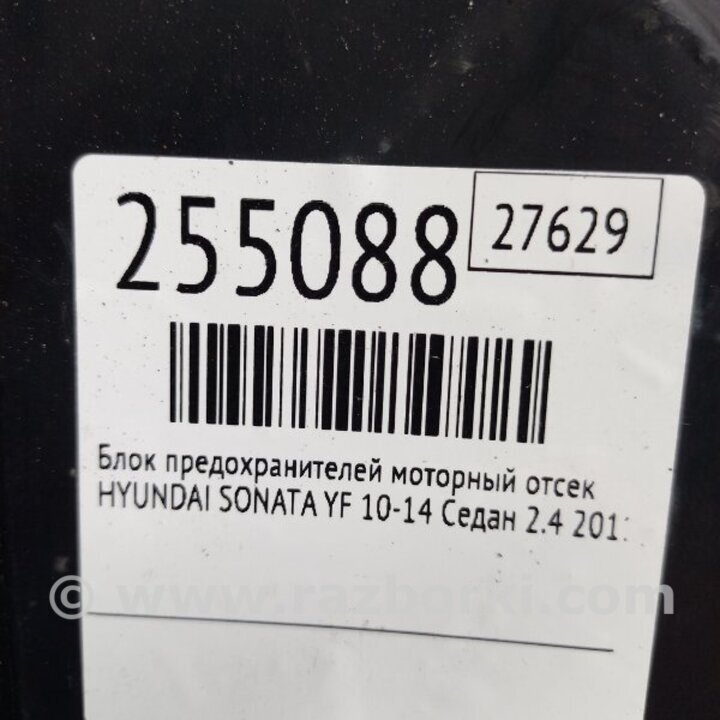 255088
27629
Блок предохранителей моторный отсек
HYUNDAI SONATA YF 10-14 Седан 2.4
© www.razborki.com